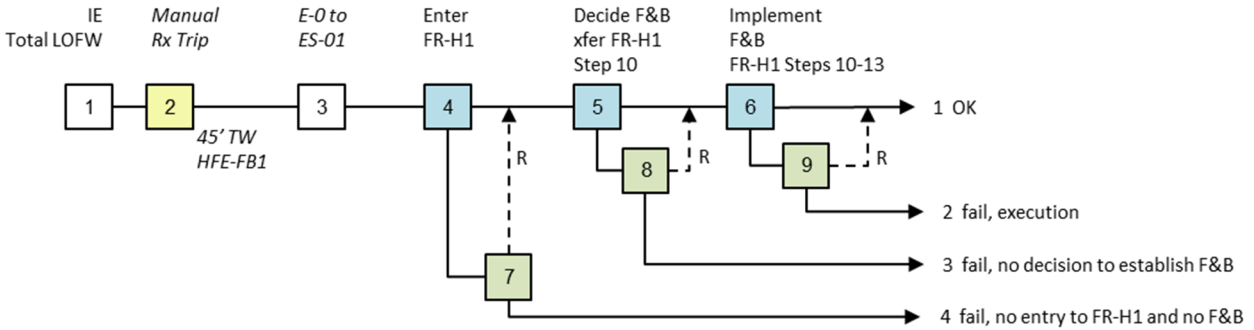 IE
Total LOFW
Manual
Rx Trip
E-0 to
ES-01
Enter
FR-H1
Decide F&B
xfer FR-H1
Step 10
Implement
F&B
FR-H1 Steps 10-13
1
2
3
4
5
6
1 OK
45’ TW
HFE-FB1
R
R
R
8
9
2 fail, execution
3 fail, no decision to establish F&B
7
4 fail, no entry to FR-H1 and no F&B